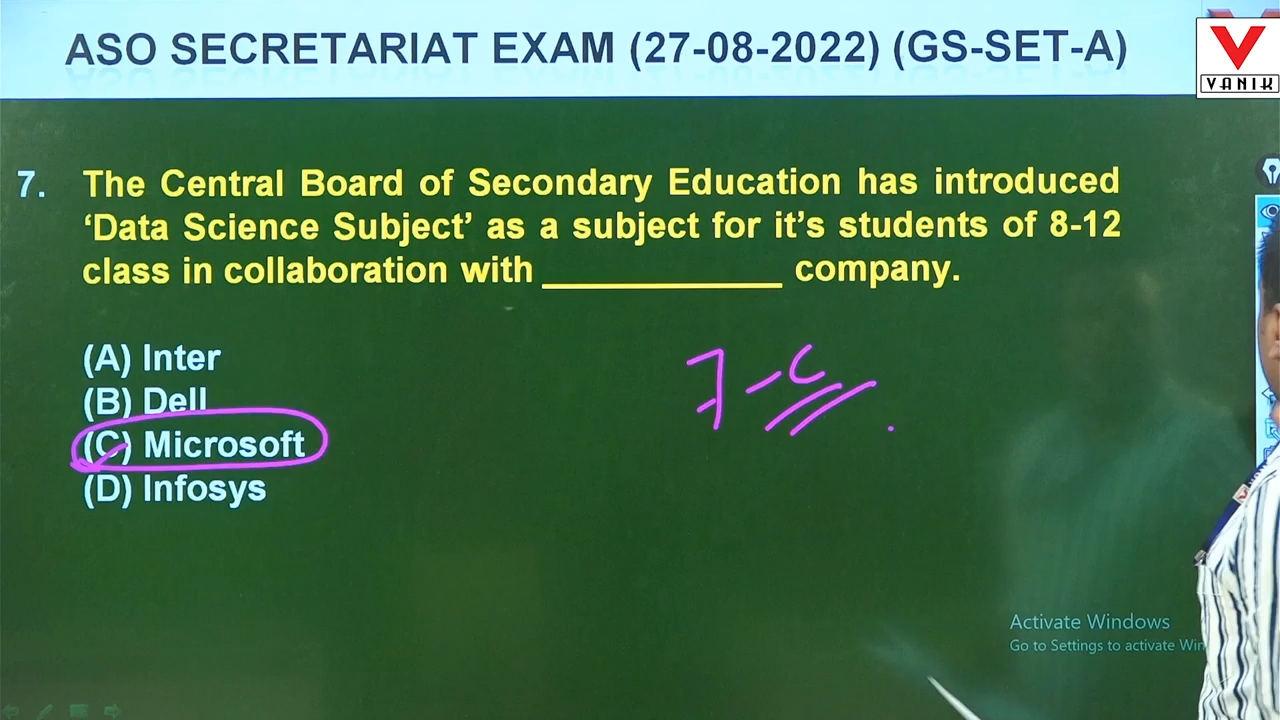 ASO SECRETARIAT EXAM (27-08-2022) (GS-SET-A)
VANIK
7. The Central Board of Secondary Education has introduced
‘Data Science Subject’ as a subject for it’s students of 8-12
class in collaboration with ____________ company.
(A) Inter
(B) Dell
(C) Microsoft
(D) Infosys
7-C
Activate Windows
Go to Settings to activate Win